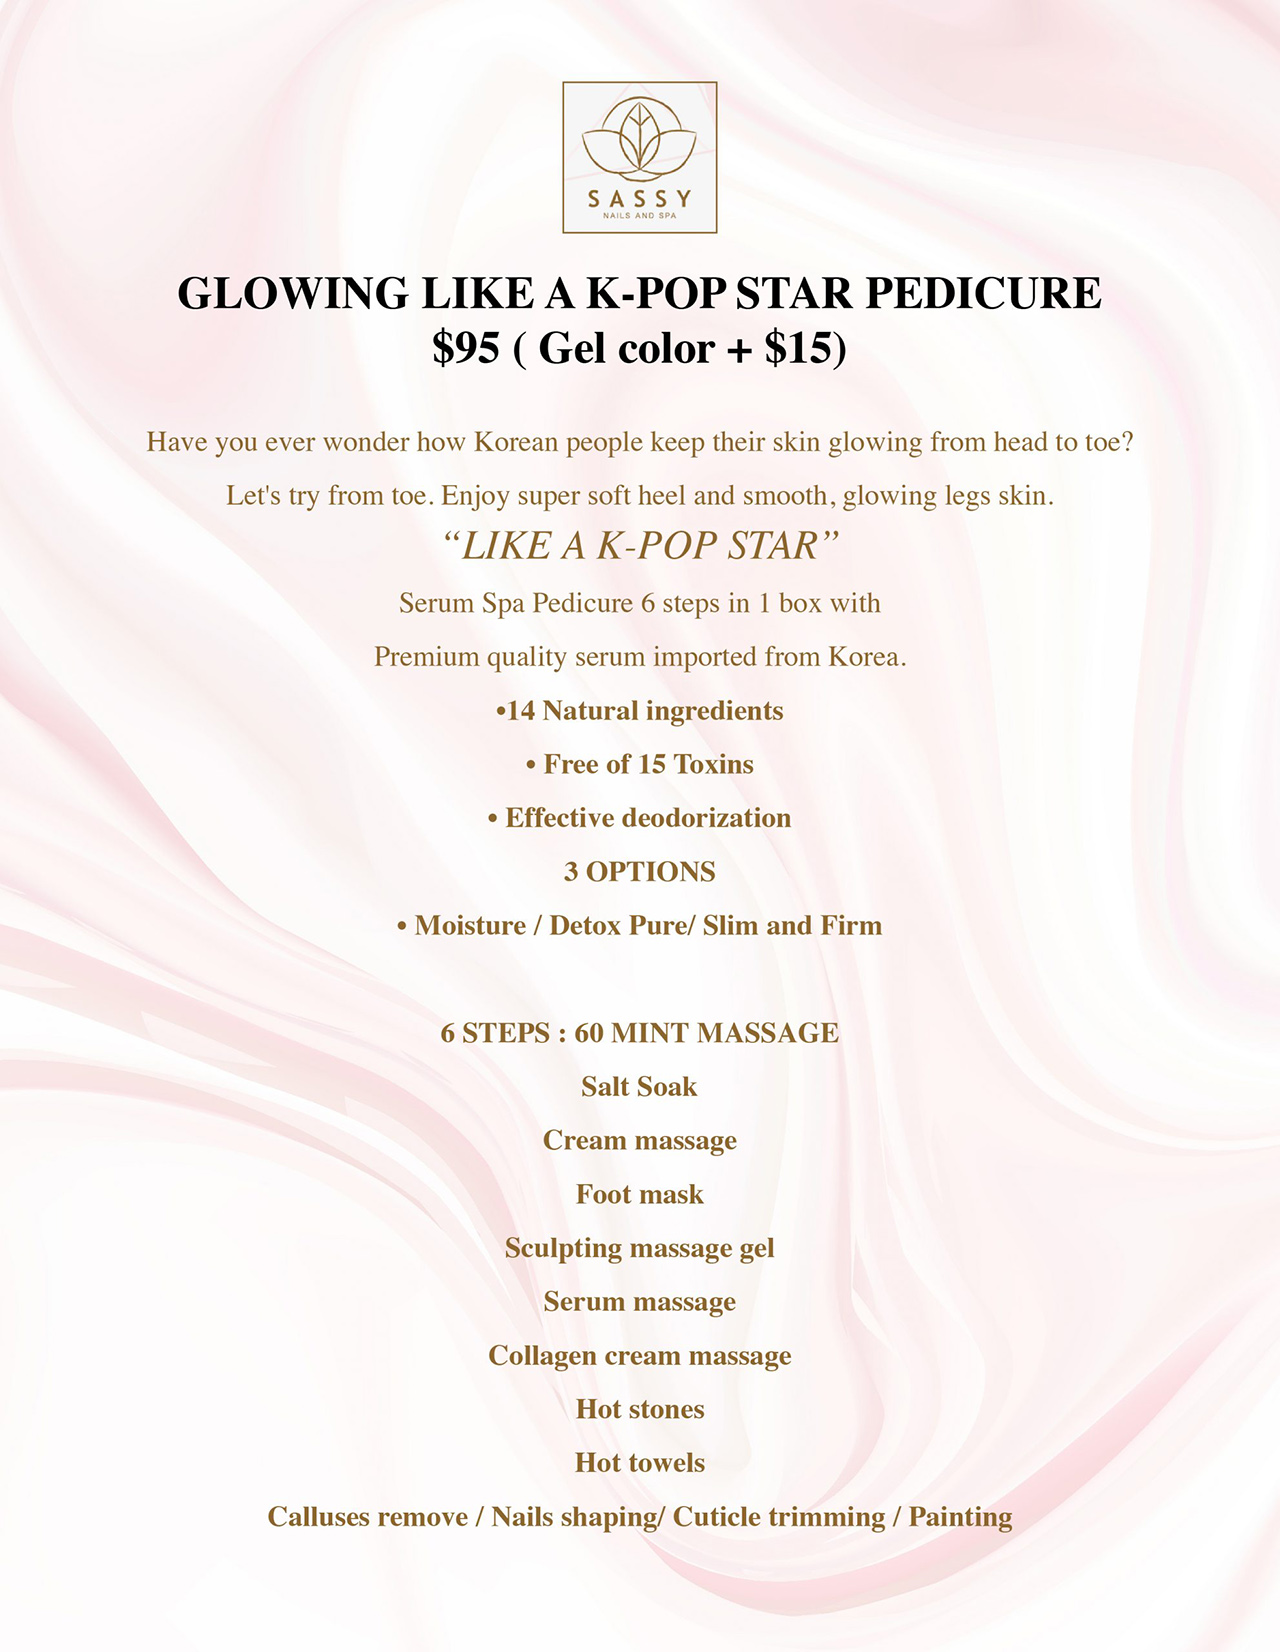 SASSY
NAILS AND SPA
GLOWING LIKE A K-POP STAR PEDICURE
$95 ( Gel color + $15)
Have you ever wonder how Korean people keep their skin glowing from head to toe?
Let's try from toe. Enjoy super soft heel and smooth, glowing legs skin.
“LIKE A K-POP STAR”
Serum Spa Pedicure 6 steps in 1 box with
Premium quality serum imported from Korea.
•14 Natural ingredients
• Free of 15 Toxins
• Effective deodorization
3 OPTIONS
• Moisture / Detox Pure/ Slim and Firm
6 STEPS : 60 MINT MASSAGE
Salt Soak
Cream massage
Foot mask
Sculpting massage gel
Serum massage
Collagen cream massage
Hot stones
Hot towels
Calluses remove / Nails shaping/ Cuticle trimming / Painting